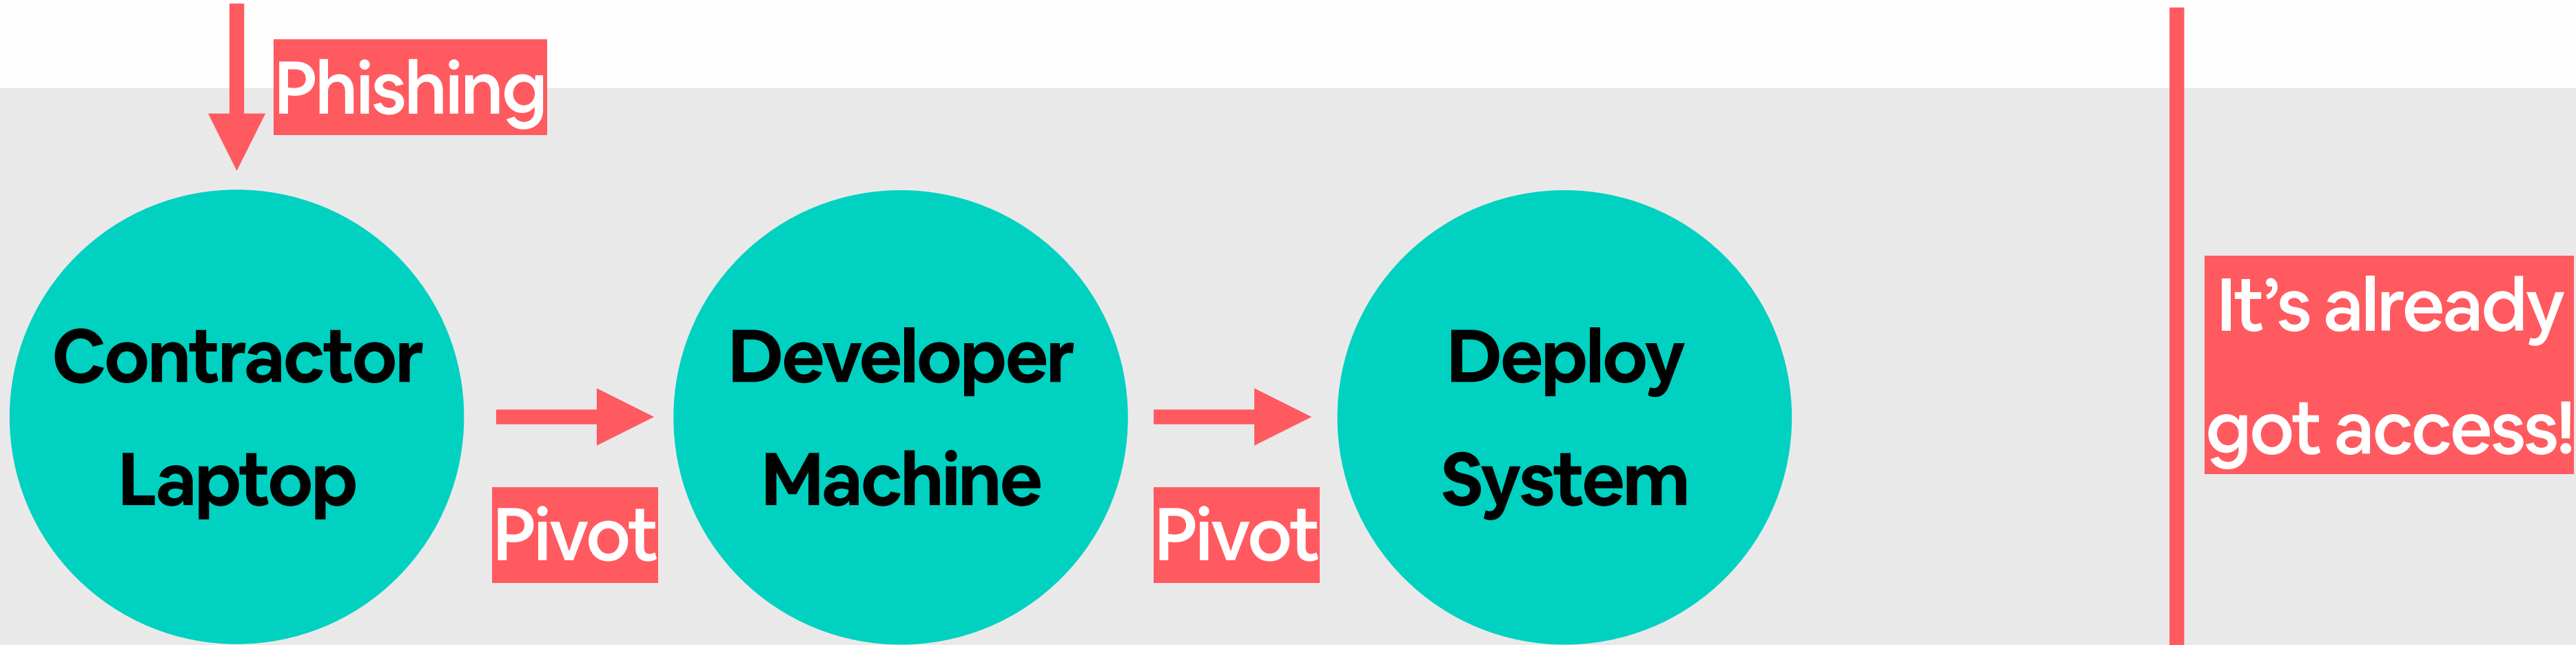 Phishing
Contractor
Laptop
Pivot
Developer
Machine
Pivot
Deploy
System
It’s already
got access!